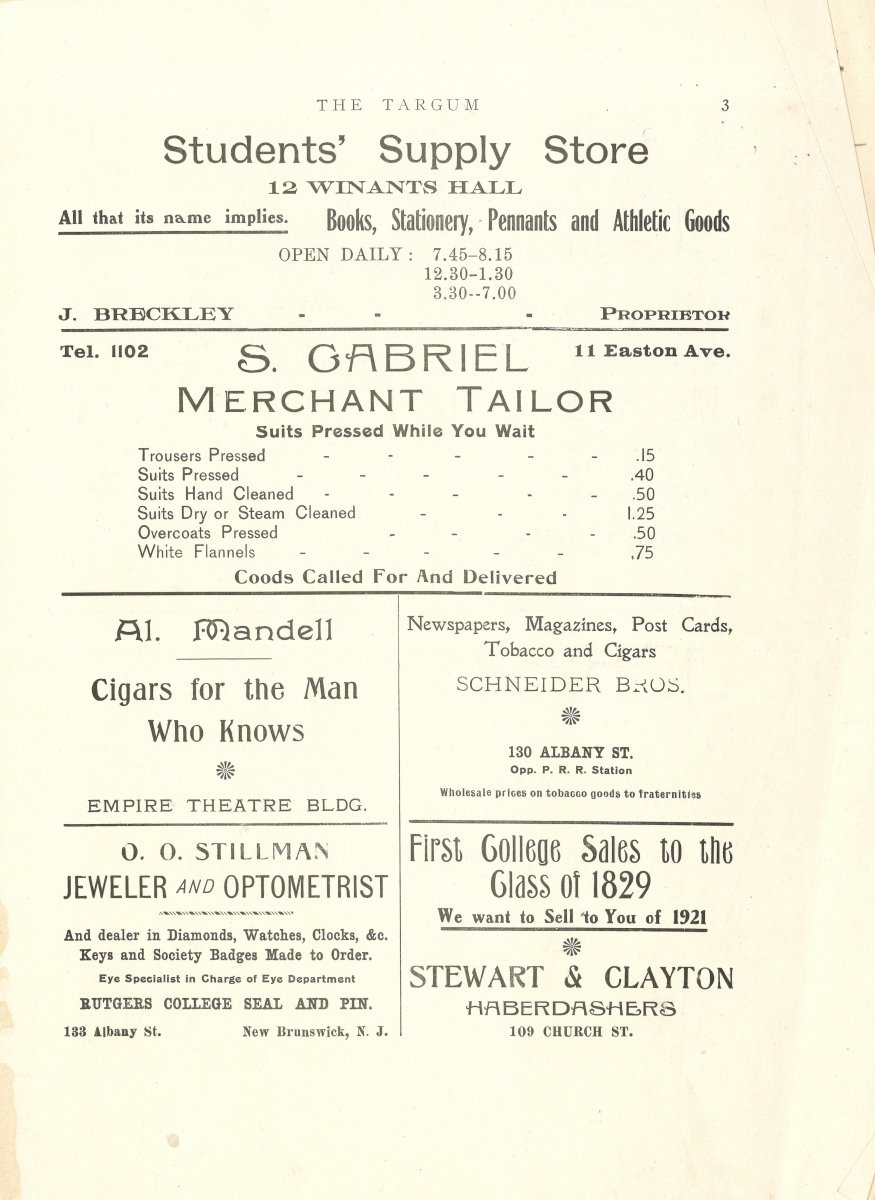 THE TARGUM 3
Students' Supply Store
12 WINANTS HALL
All that its name implies. Books, Stationery, Pennants and Athletic Goods
OPEN DAILY: 7.45–8.15
12.30–1.30
3.30--7.00
J. BRECKLEY - - - PROPRIETOR
Tel. 1102 S. GABRIEL 11 Easton Ave.
MERCHANT TAILOR
Suits Pressed While You Wait
Trousers Pressed - - - - - .15
Suits Pressed - - - - - .40
Suits Hand Cleaned - - - - - .50
Suits Dry or Steam Cleaned - - - 1.25
Overcoats Pressed - - - - .50
White Flannels - - - - - .75
Coods Called For And Delivered
Al. Mandell
Cigars for the Man
Who Knows
EMPIRE THEATRE BLDG.
Newspapers, Magazines, Post Cards,
Tobacco and Cigars
SCHNEIDER BROS.
130 ALBANY ST.
Opp. P. R. R. Station
Wholesale prices on tobacco goods to fraternities
O. O. STILLMAN
JEWELER AND OPTOMETRIST
And dealer in Diamonds, Watches, Clocks, &c.
Keys and Society Badges Made to Order.
Eye Specialist in Charge of Eye Department
RUTGERS COLLEGE SEAL AND PIN.
133 Albany St. New Brunswick, N. J.
First College Sales to the
Class of 1829
We want to Sell to You of 1921
STEWART & CLAYTON
HABERDASHERS
109 CHURCH ST.